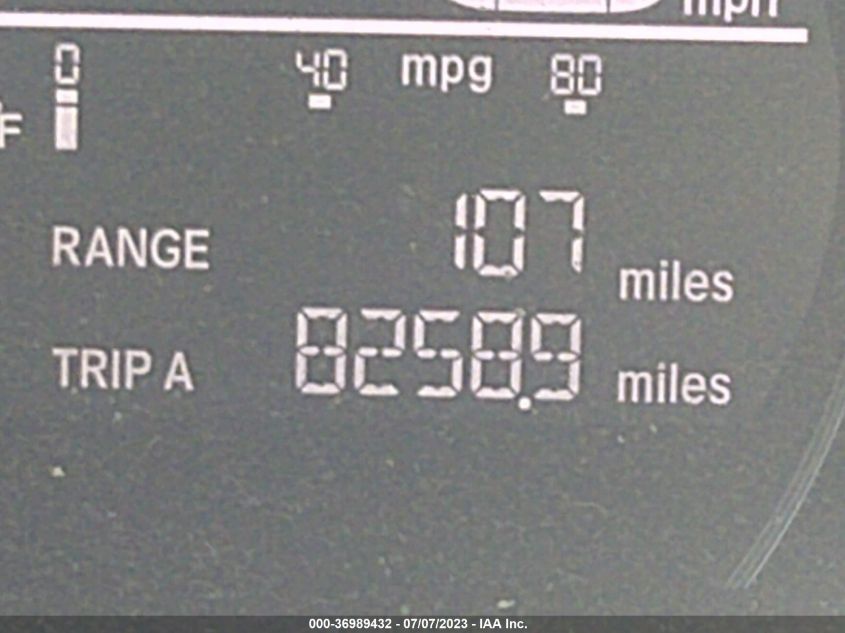 mph
0 40 mpg 80
F
RANGE 107 miles
TRIP A 8258.9 miles
000-36989432 - 07/07/2023 - IAA Inc.